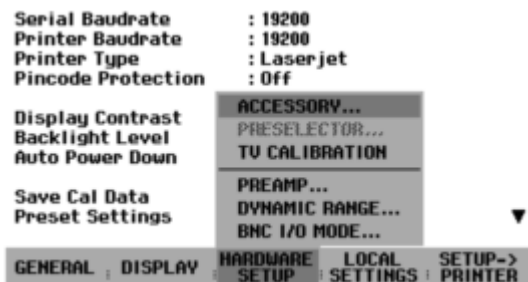 Serial Baudrate : 19200
Printer Baudrate : 19200
Printer Type : Laserjet
Pincode Protection : Off
Display Contrast
Backlight Level
Auto Power Down
Save Cal Data
Preset Settings
ACCESSORY...
PRESELECTOR...
TV CALIBRATION
PREAMP...
DYNAMIC RANGE...
BNC I/O MODE...
GENERAL
DISPLAY
HARDWARE SETUP
LOCAL SETTINGS
SETUP-> PRINTER